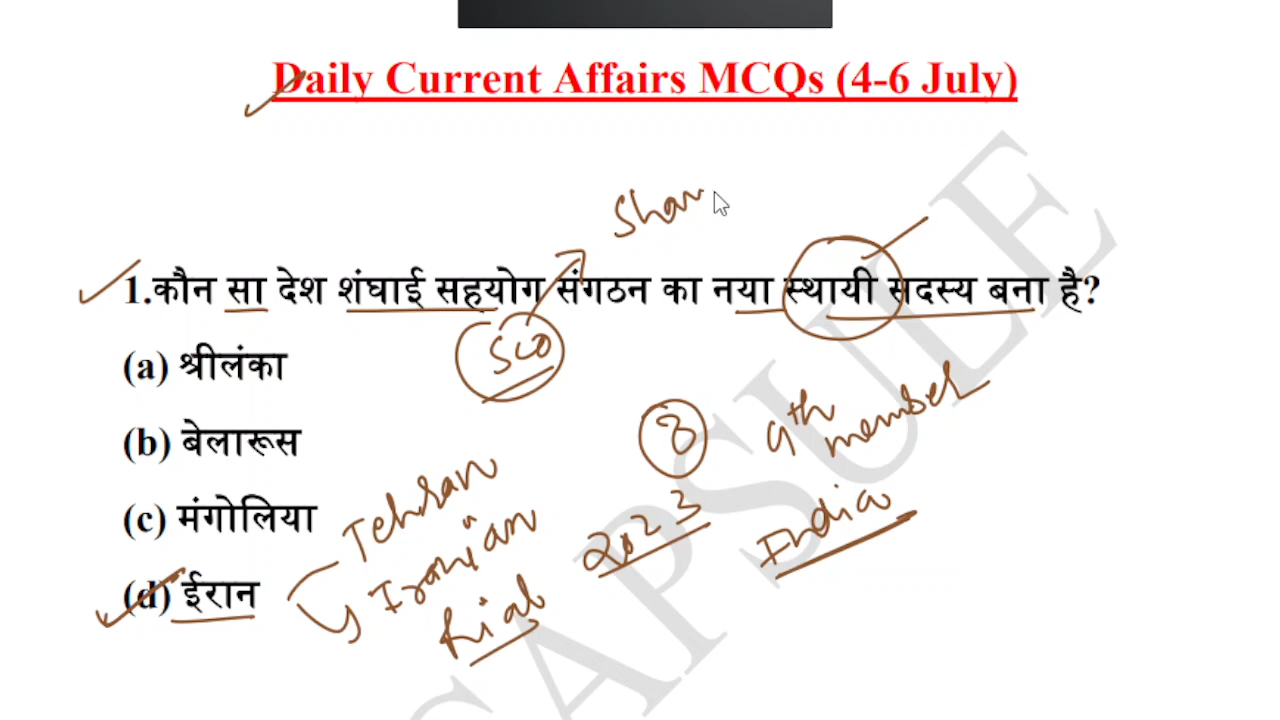 Daily Current Affairs MCQs (4-6 July)
Shan
1.कौन सा देश शंघाई सहयोग संगठन का नया स्थायी सदस्य बना है?
SCO
(a) श्रीलंका
8 9th member
(b) बेलारूस
(c) मंगोलिया
Tehran
2023 India
Iranian
(d) ईरान
Rial
CAPSULE